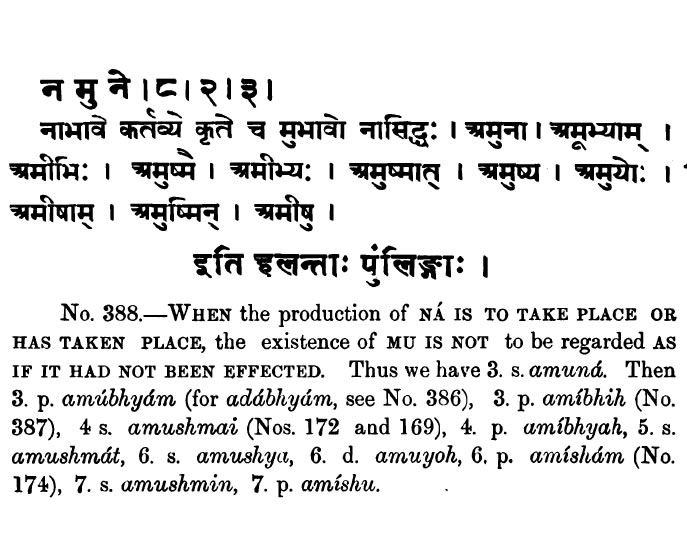 न मु ने । ८ । २ । ३ ।
नाभावे कर्तव्ये कृते च मुभावो नासिद्धः । अमुना । अमूभ्याम् ।
अमीभिः । अमुष्मै । अमीभ्यः । अमुष्मात् । अमुष्य । अमुयोः ।
अमीषाम् । अमुष्मिन् । अमीषु ।
इति हलन्ताः पुंलिङ्गाः ।
No. 388.—WHEN the production of NÁ IS TO TAKE PLACE OR
HAS TAKEN PLACE, the existence of MU IS NOT to be regarded AS
IF IT HAD NOT BEEN EFFECTED. Thus we have 3. s. amuná. Then
3. p. amúbhyám (for adábhyám, see No. 386), 3. p. amíbhih (No.
387), 4 s. amushmai (Nos. 172 and 169), 4. p. amíbhyah, 5. s.
amushmát, 6. s. amushya, 6. d. amuyoh, 6. p. amíshám (No.
174), 7. s. amushmin, 7. p. amíshu.